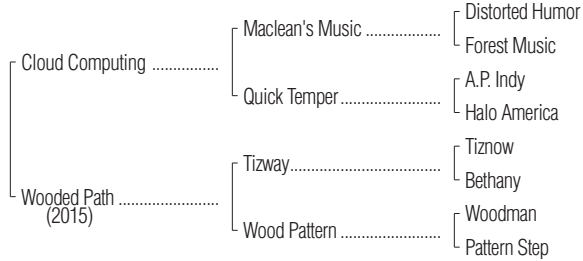 Distorted Humor
Maclean's Music ..................
Forest Music
Cloud Computing ................
A.P. Indy
Quick Temper........................
Halo America
Tiznow
Tizway....................................
Bethany
Wooded Path ........................
(2015)
Woodman
Wood Pattern ........................
Pattern Step